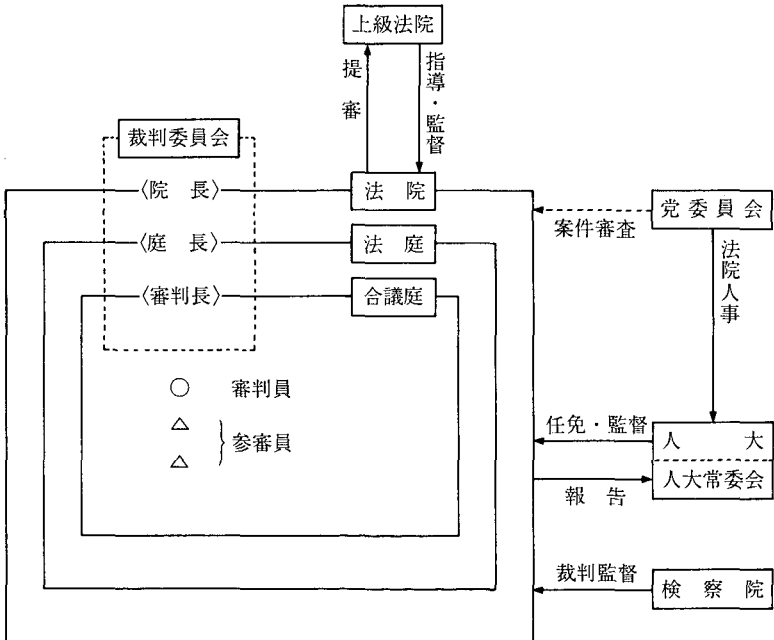 上級法院
提審
指導・監督
裁判委員会
〈院長〉
法院
党委員会
案件審査
〈庭長〉
法庭
法院人事
〈審判長〉
合議庭
○ 審判員
△
△ } 参審員
任免・監督
人大
人大常委会
報告
裁判監督
検察院